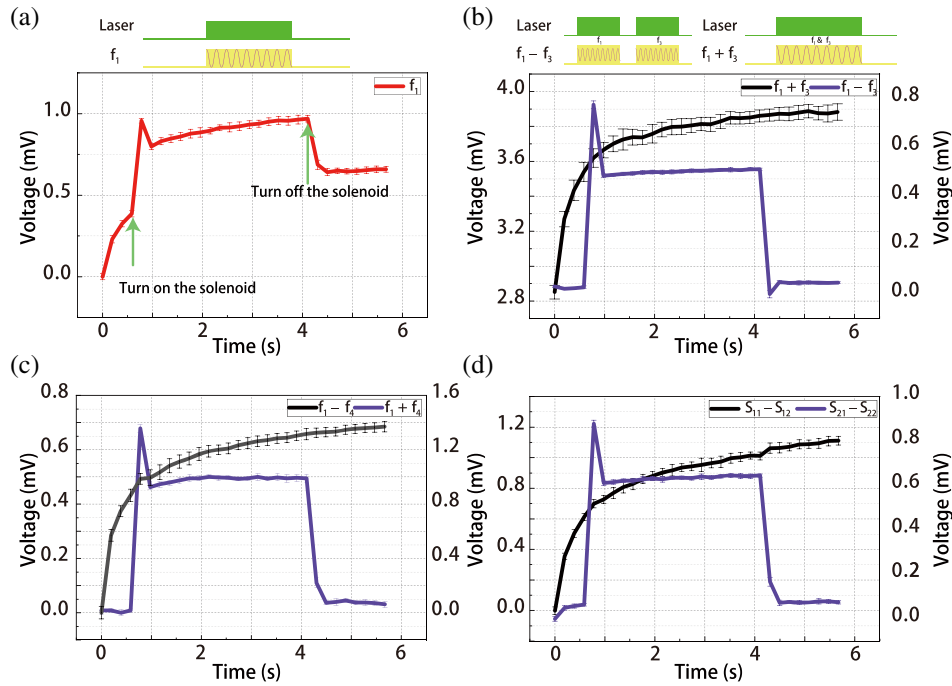 (a)
Laser
f₁
f₁
Voltage (mV)
1.0
0.5
0.0
Turn on the solenoid
Turn off the solenoid
0 2 4 6
Time (s)
(b)
Laser
f₁ − f₃
f₁
f₃
Laser
f₁ + f₃
f₁ & f₃
f₁ + f₃ f₁ − f₃
Voltage (mV)
4.0
3.6
3.2
2.8
0.8
0.6
0.4
0.2
0.0
Voltage (mV)
0 2 4 6
Time (s)
(c)
f₁ − f₄ f₁ + f₄
Voltage (mV)
0.8
0.6
0.4
0.2
0.0
1.6
1.2
0.8
0.4
0.0
Voltage (mV)
0 2 4 6
Time (s)
(d)
S₁₁ − S₁₂ S₂₁ − S₂₂
Voltage (mV)
1.2
0.8
0.4
0.0
1.0
0.8
0.6
0.4
0.2
0.0
Voltage (mV)
0 2 4 6
Time (s)